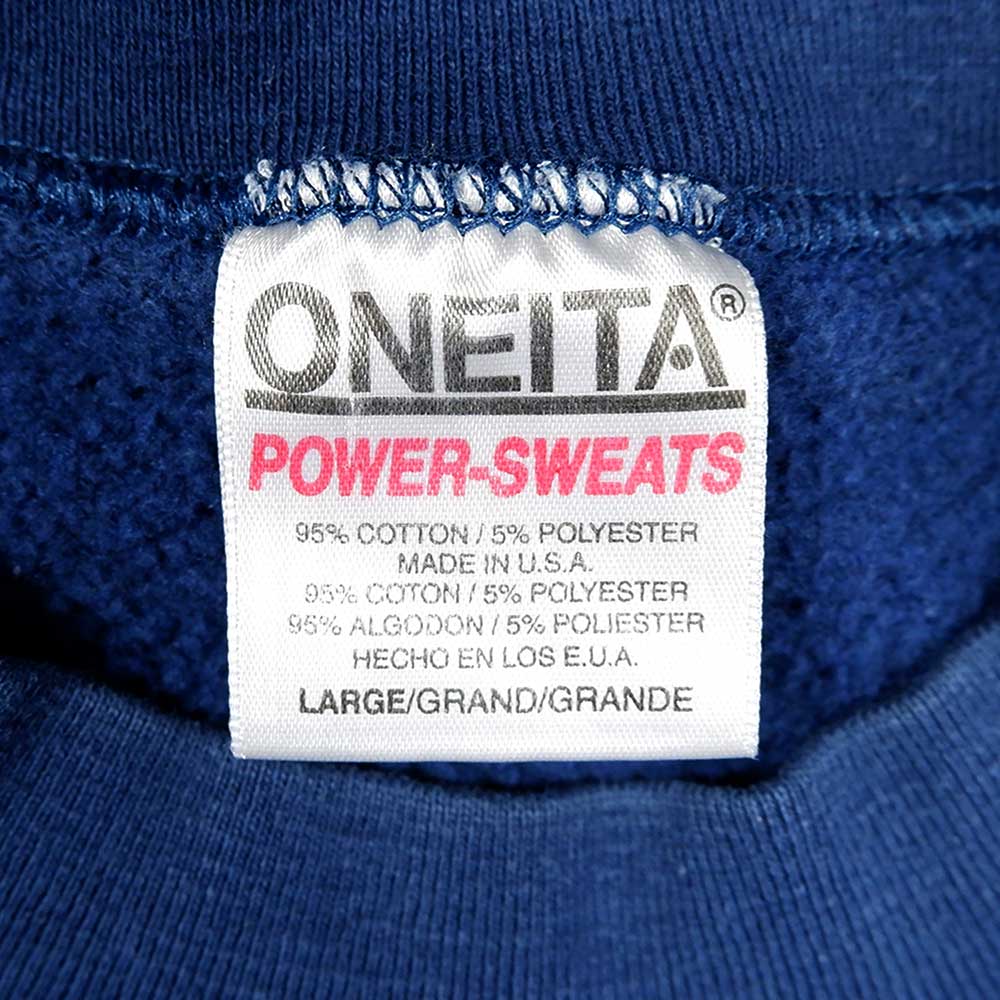 ONEITA®
POWER-SWEATS
95% COTTON / 5% POLYESTER
MADE IN U.S.A.
95% COTON / 5% POLYESTER
95% ALGODON / 5% POLIESTER
HECHO EN LOS E.U.A.
LARGE/GRAND/GRANDE